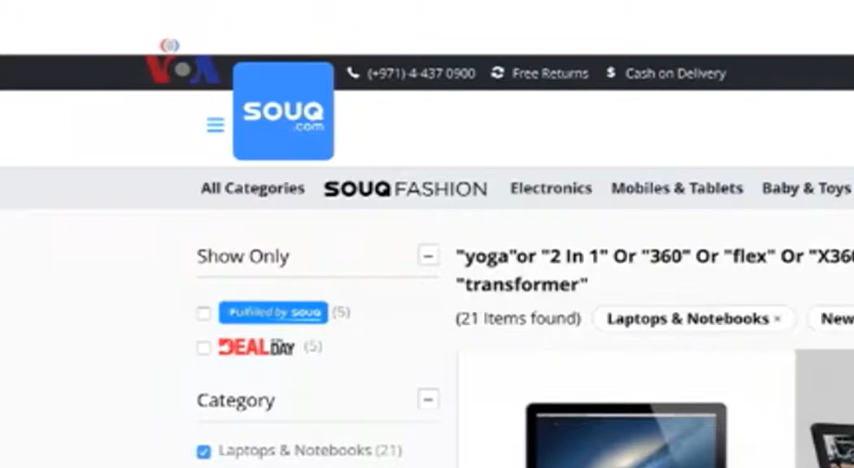 VOA
(+971)-4-437 0900 Free Returns $ Cash on Delivery
SOUQ
.com
All Categories SOUQ FASHION Electronics Mobiles & Tablets Baby & Toys
Show Only
"yoga"or "2 In 1" Or "360" Or "flex" Or "X36
"transformer"
Fulfilled by souq (5)
(21 Items found) Laptops & Notebooks × New
DEAL DAY (5)
Category
Laptops & Notebooks (21)